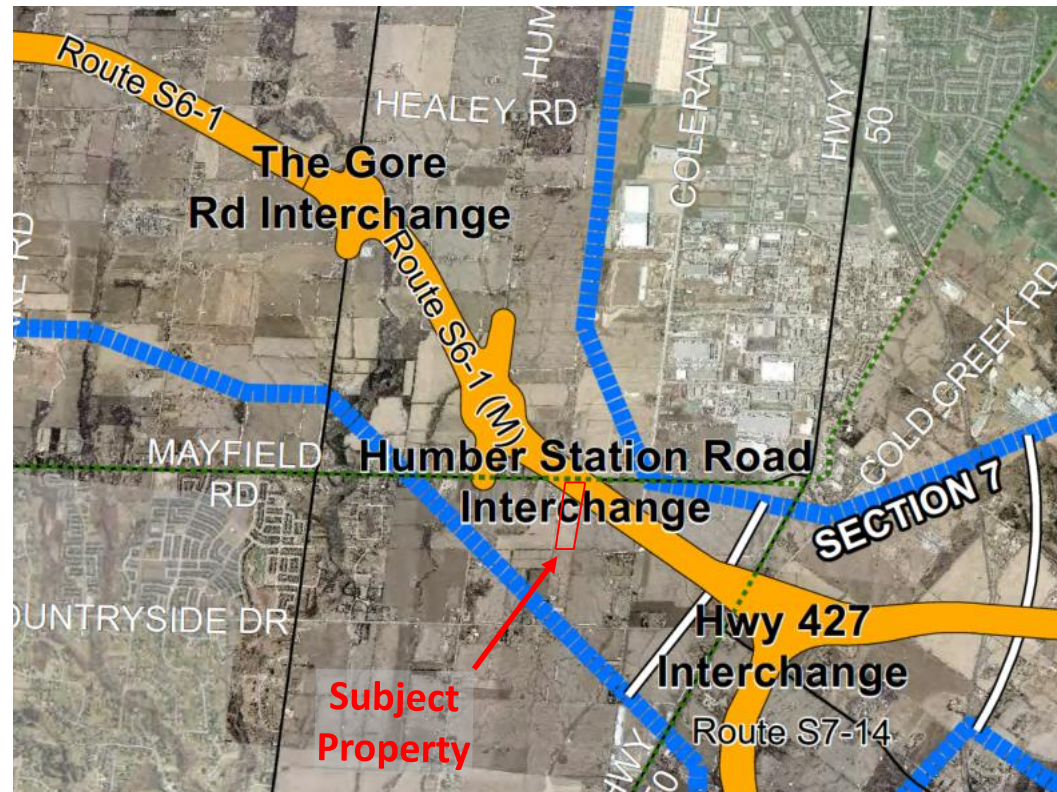 Route S6-1
HUM
HEALEY RD
COLERAINE
HWY
50
The Gore
Rd Interchange
RD
Route S6-1 (M)
COLD CREEK RD
MAYFIELD
RD
Humber Station Road
Interchange
SECTION 7
OUNTRYSIDE DR
Hwy 427
Interchange
Subject
Property
Route S7-14
HWY
50